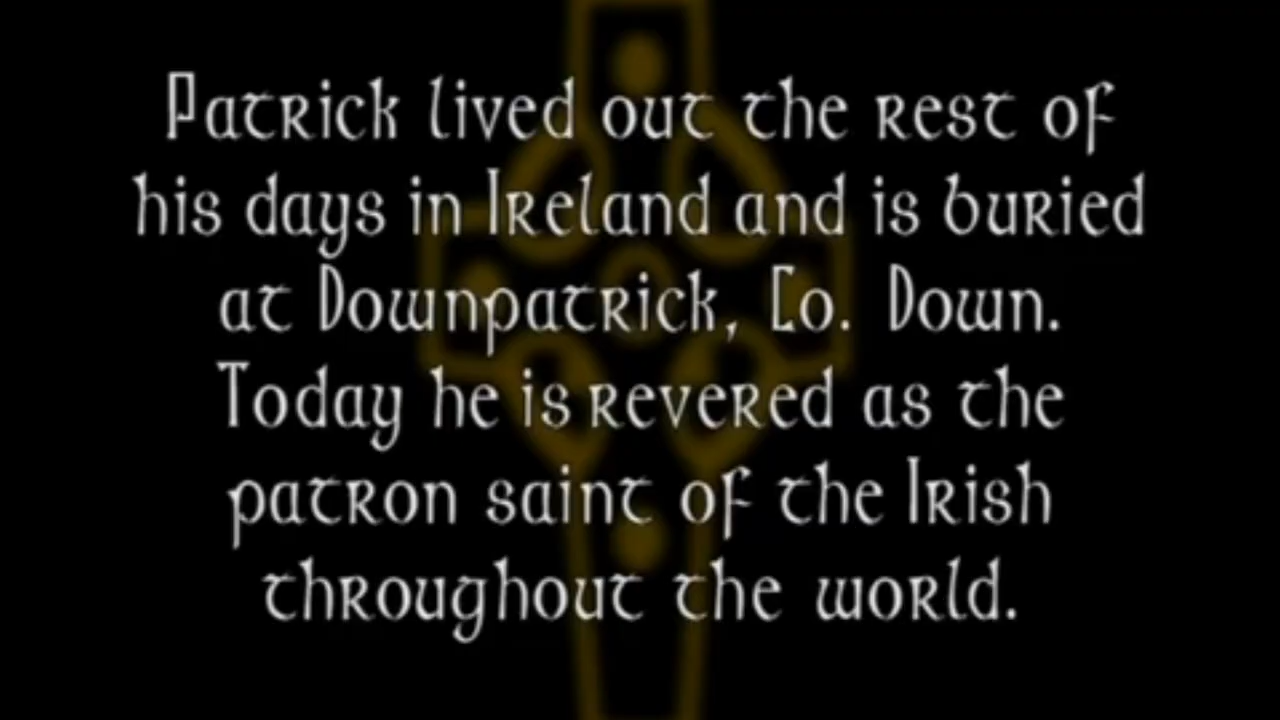 Patrick lived out the rest of
his days in Ireland and is buried
at Downpatrick, Co. Down.
Today he is revered as the
patron saint of the Irish
throughout the world.